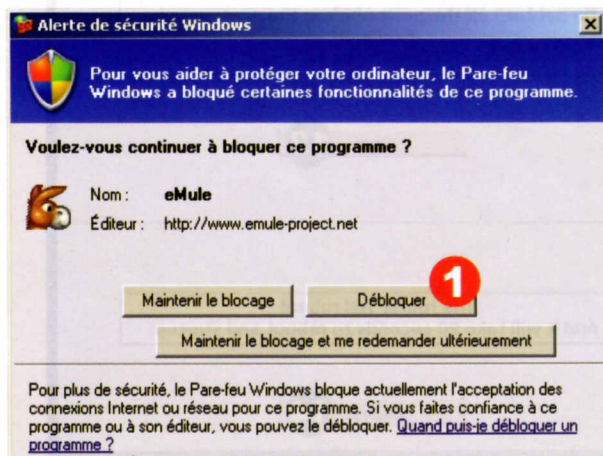 Alerte de sécurité Windows
Pour vous aider à protéger votre ordinateur, le Pare-feu
Windows a bloqué certaines fonctionnalités de ce programme.
Voulez-vous continuer à bloquer ce programme ?
Nom : eMule
Éditeur : http://www.emule-project.net
Maintenir le blocage Débloquer 1
Maintenir le blocage et me redemander ultérieurement
Pour plus de sécurité, le Pare-feu Windows bloque actuellement l'acceptation des
connexions Internet ou réseau pour ce programme. Si vous faites confiance à ce
programme ou à son éditeur, vous pouvez le débloquer. Quand puis-je débloquer un
programme ?